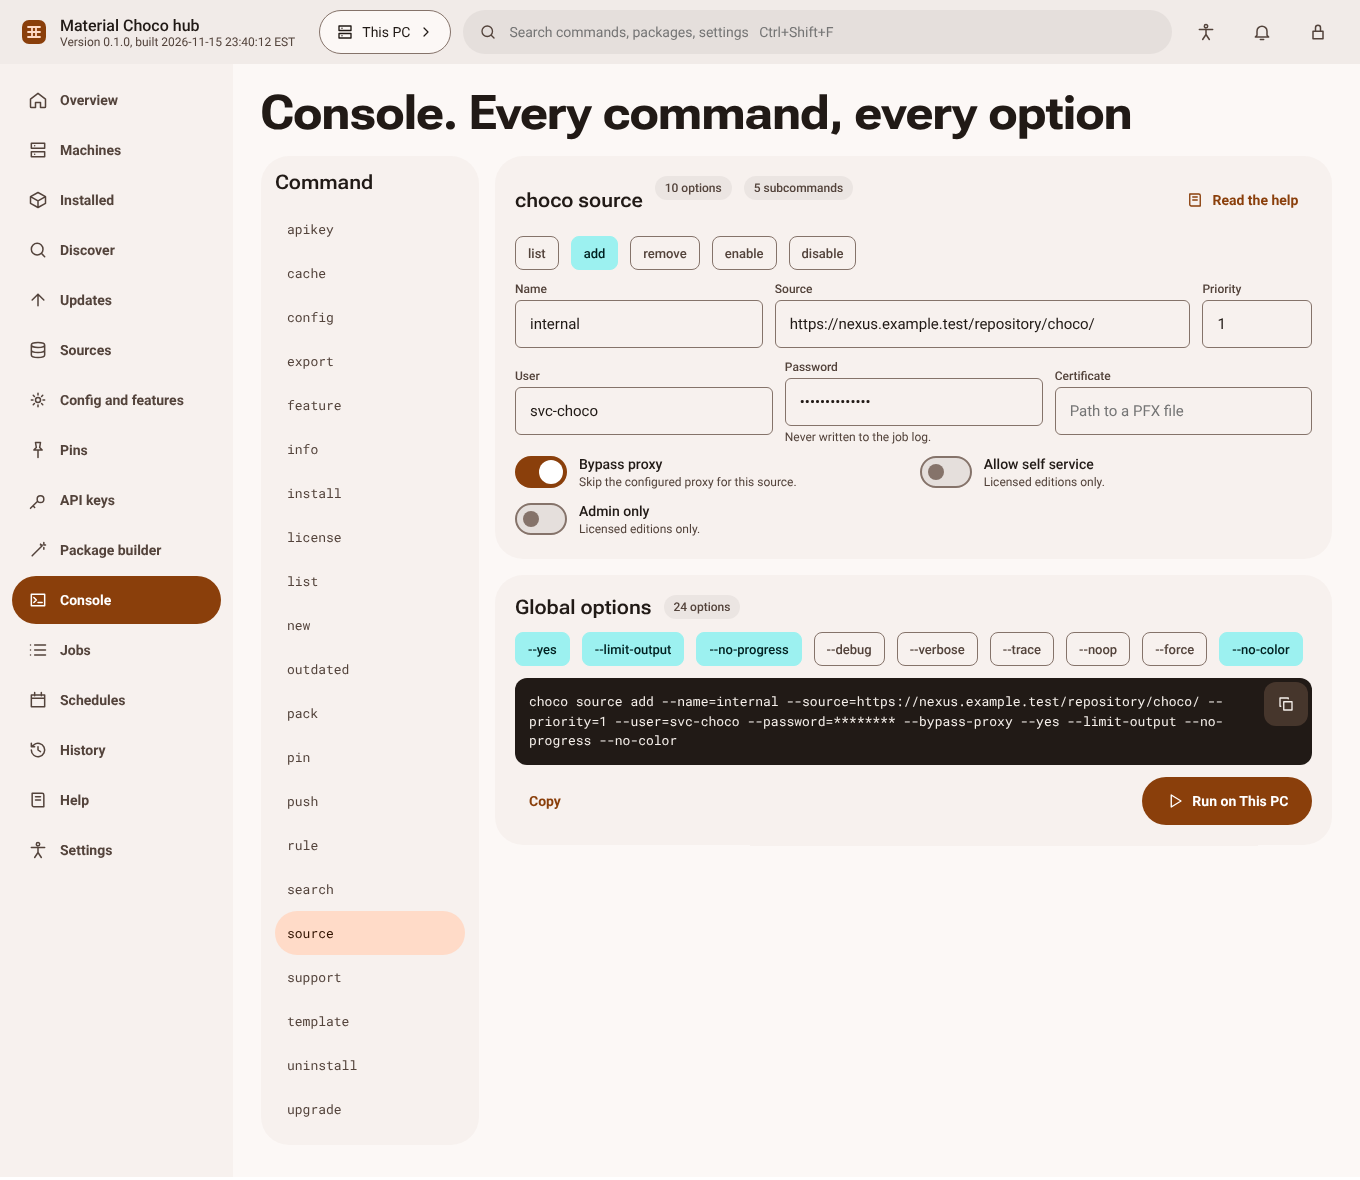 Material Choco hub
Version 0.1.0, built 2026-11-15 23:40:12 EST
This PC
Search commands, packages, settings Ctrl+Shift+F
Overview
Machines
Installed
Discover
Updates
Sources
Config and features
Pins
API keys
Package builder
Console
Jobs
Schedules
History
Help
Settings
Console. Every command, every option
Command
apikey
cache
config
export
feature
info
install
license
list
new
outdated
pack
pin
push
rule
search
source
support
template
uninstall
upgrade
choco source
10 options
5 subcommands
Read the help
list
add
remove
enable
disable
Name
internal
Source
https://nexus.example.test/repository/choco/
Priority
1
User
svc-choco
Password
••••••••••••••
Never written to the job log.
Certificate
Path to a PFX file
Bypass proxy
Skip the configured proxy for this source.
Allow self service
Licensed editions only.
Admin only
Licensed editions only.
Global options
24 options
--yes
--limit-output
--no-progress
--debug
--verbose
--trace
--noop
--force
--no-color
choco source add --name=internal --source=https://nexus.example.test/repository/choco/ --
priority=1 --user=svc-choco --password=******** --bypass-proxy --yes --limit-output --no-
progress --no-color
Copy
Run on This PC